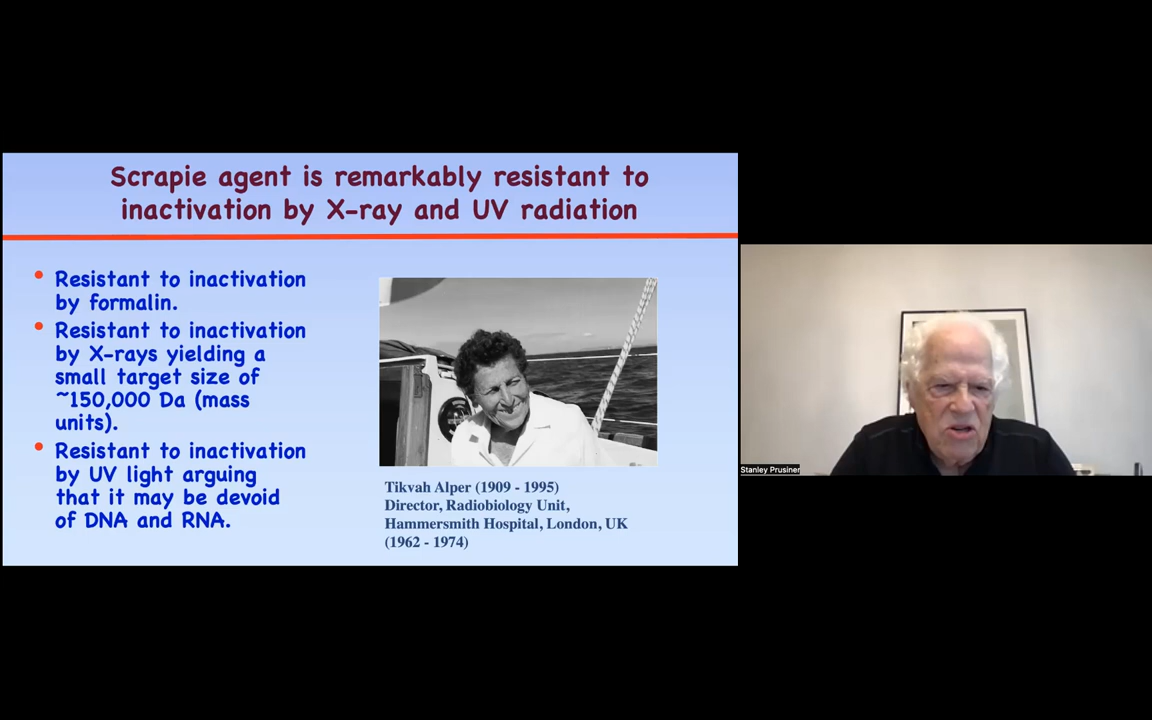 Scrapie agent is remarkably resistant to
inactivation by X-ray and UV radiation
• Resistant to inactivation
by formalin.
• Resistant to inactivation
by X-rays yielding a
small target size of
~150,000 Da (mass
units).
• Resistant to inactivation
by UV light arguing
that it may be devoid
of DNA and RNA.
Tikvah Alper (1909 - 1995)
Director, Radiobiology Unit,
Hammersmith Hospital, London, UK
(1962 - 1974)
Stanley Prusiner